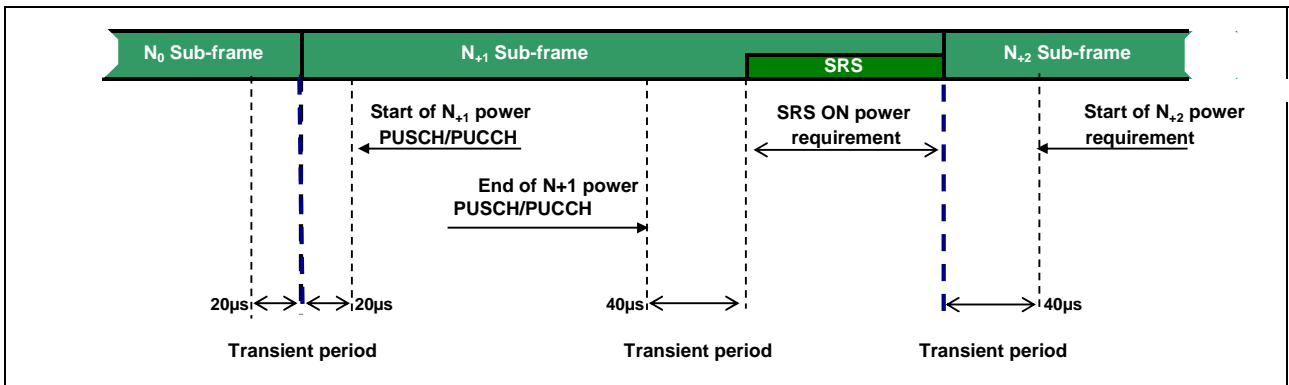 N0 Sub-frame
N+1 Sub-frame
SRS
N+2 Sub-frame
Start of N+1 power
PUSCH/PUCCH
SRS ON power
requirement
Start of N+2 power
requirement
End of N+1 power
PUSCH/PUCCH
20µs
20µs
40µs
40µs
Transient period
Transient period
Transient period